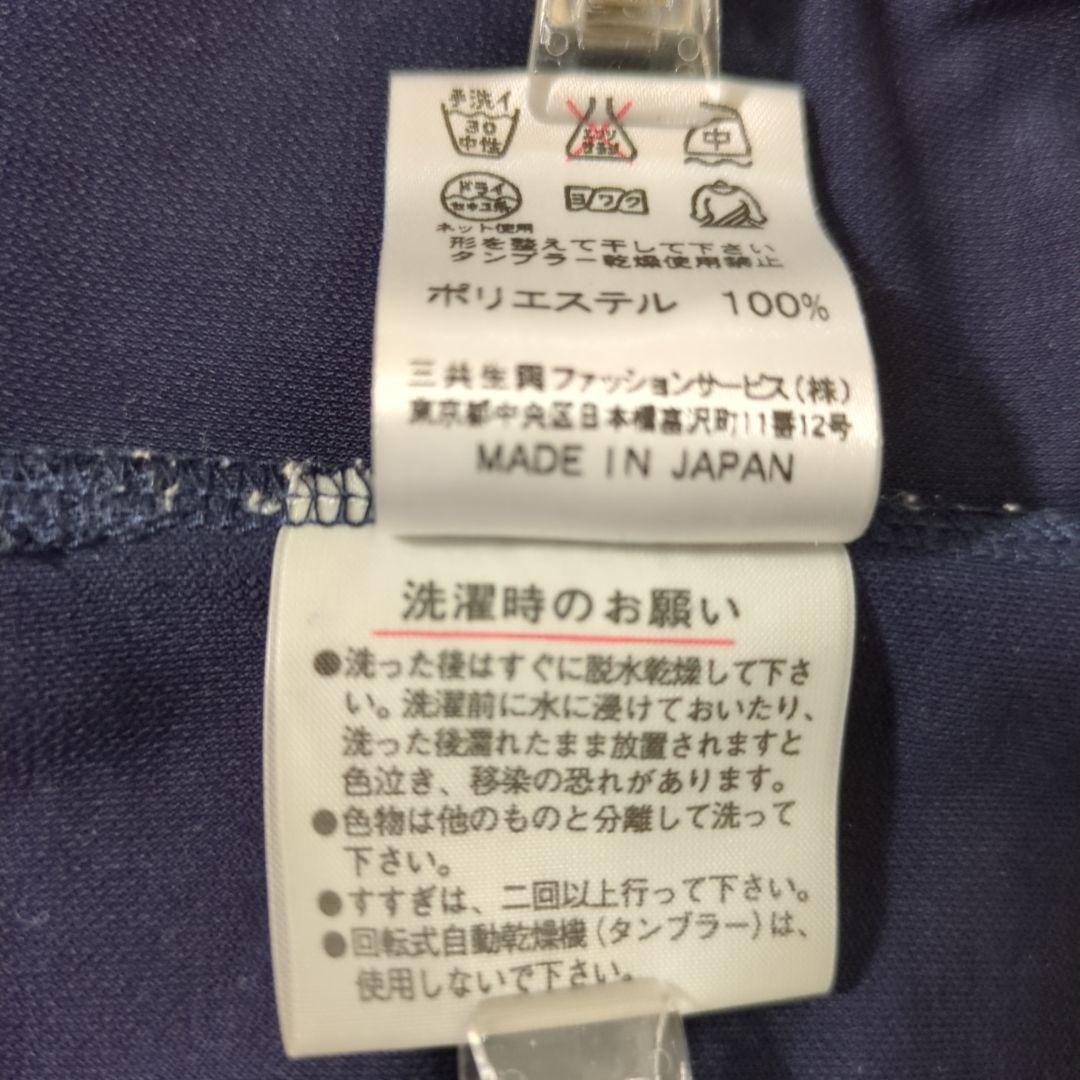 手洗イ
30
中性
エンソ
サラシ
中
ドライ
セキユ系
ヨワク
ネット使用
形を整えて干して下さい
タンブラー乾燥使用禁止
ポリエステル 100%
三共生興ファッションサービス(株)
東京都中央区日本橋富沢町11番12号
MADE IN JAPAN
洗濯時のお願い
●洗った後はすぐに脱水乾燥して下さ
い。洗濯前に水に浸けておいたり、
洗った後濡れたまま放置されますと
色泣き、移染の恐れがあります。
●色物は他のものと分離して洗って
下さい。
●すすぎは、二回以上行って下さい。
●回転式自動乾燥機(タンブラー)は、
使用しないで下さい。